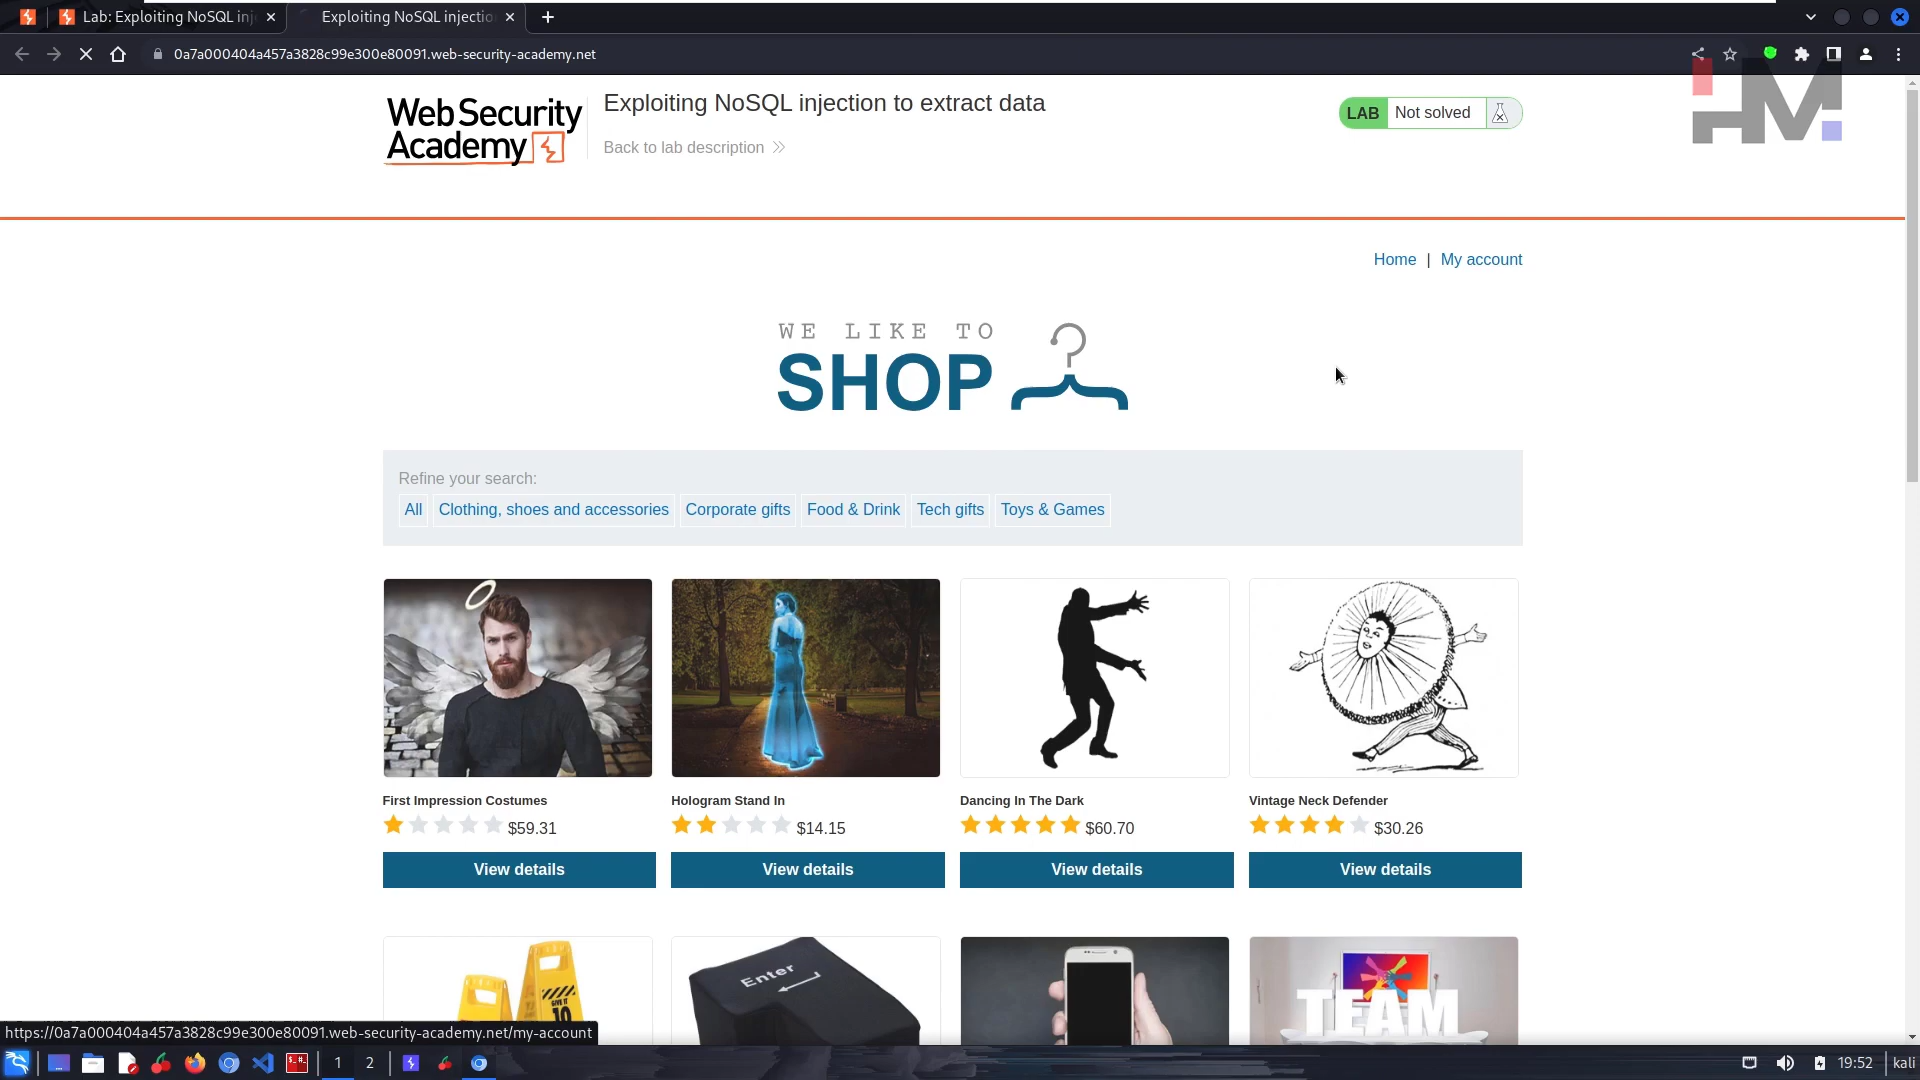 Lab: Exploiting NoSQL inj
Exploiting NoSQL injectio
0a7a000404a457a3828c99e300e80091.web-security-academy.net
Web Security
Academy
Exploiting NoSQL injection to extract data
Back to lab description
LAB Not solved
HM
Home | My account
WE LIKE TO
SHOP
Refine your search:
All Clothing, shoes and accessories Corporate gifts Food & Drink Tech gifts Toys & Games
First Impression Costumes Hologram Stand In Dancing In The Dark Vintage Neck Defender
$59.31 $14.15 $60.70 $30.26
View details View details View details View details
Enter
GIVE IT
10
TEAM
https://0a7a000404a457a3828c99e300e80091.web-security-academy.net/my-account
1 2 19:52 kali